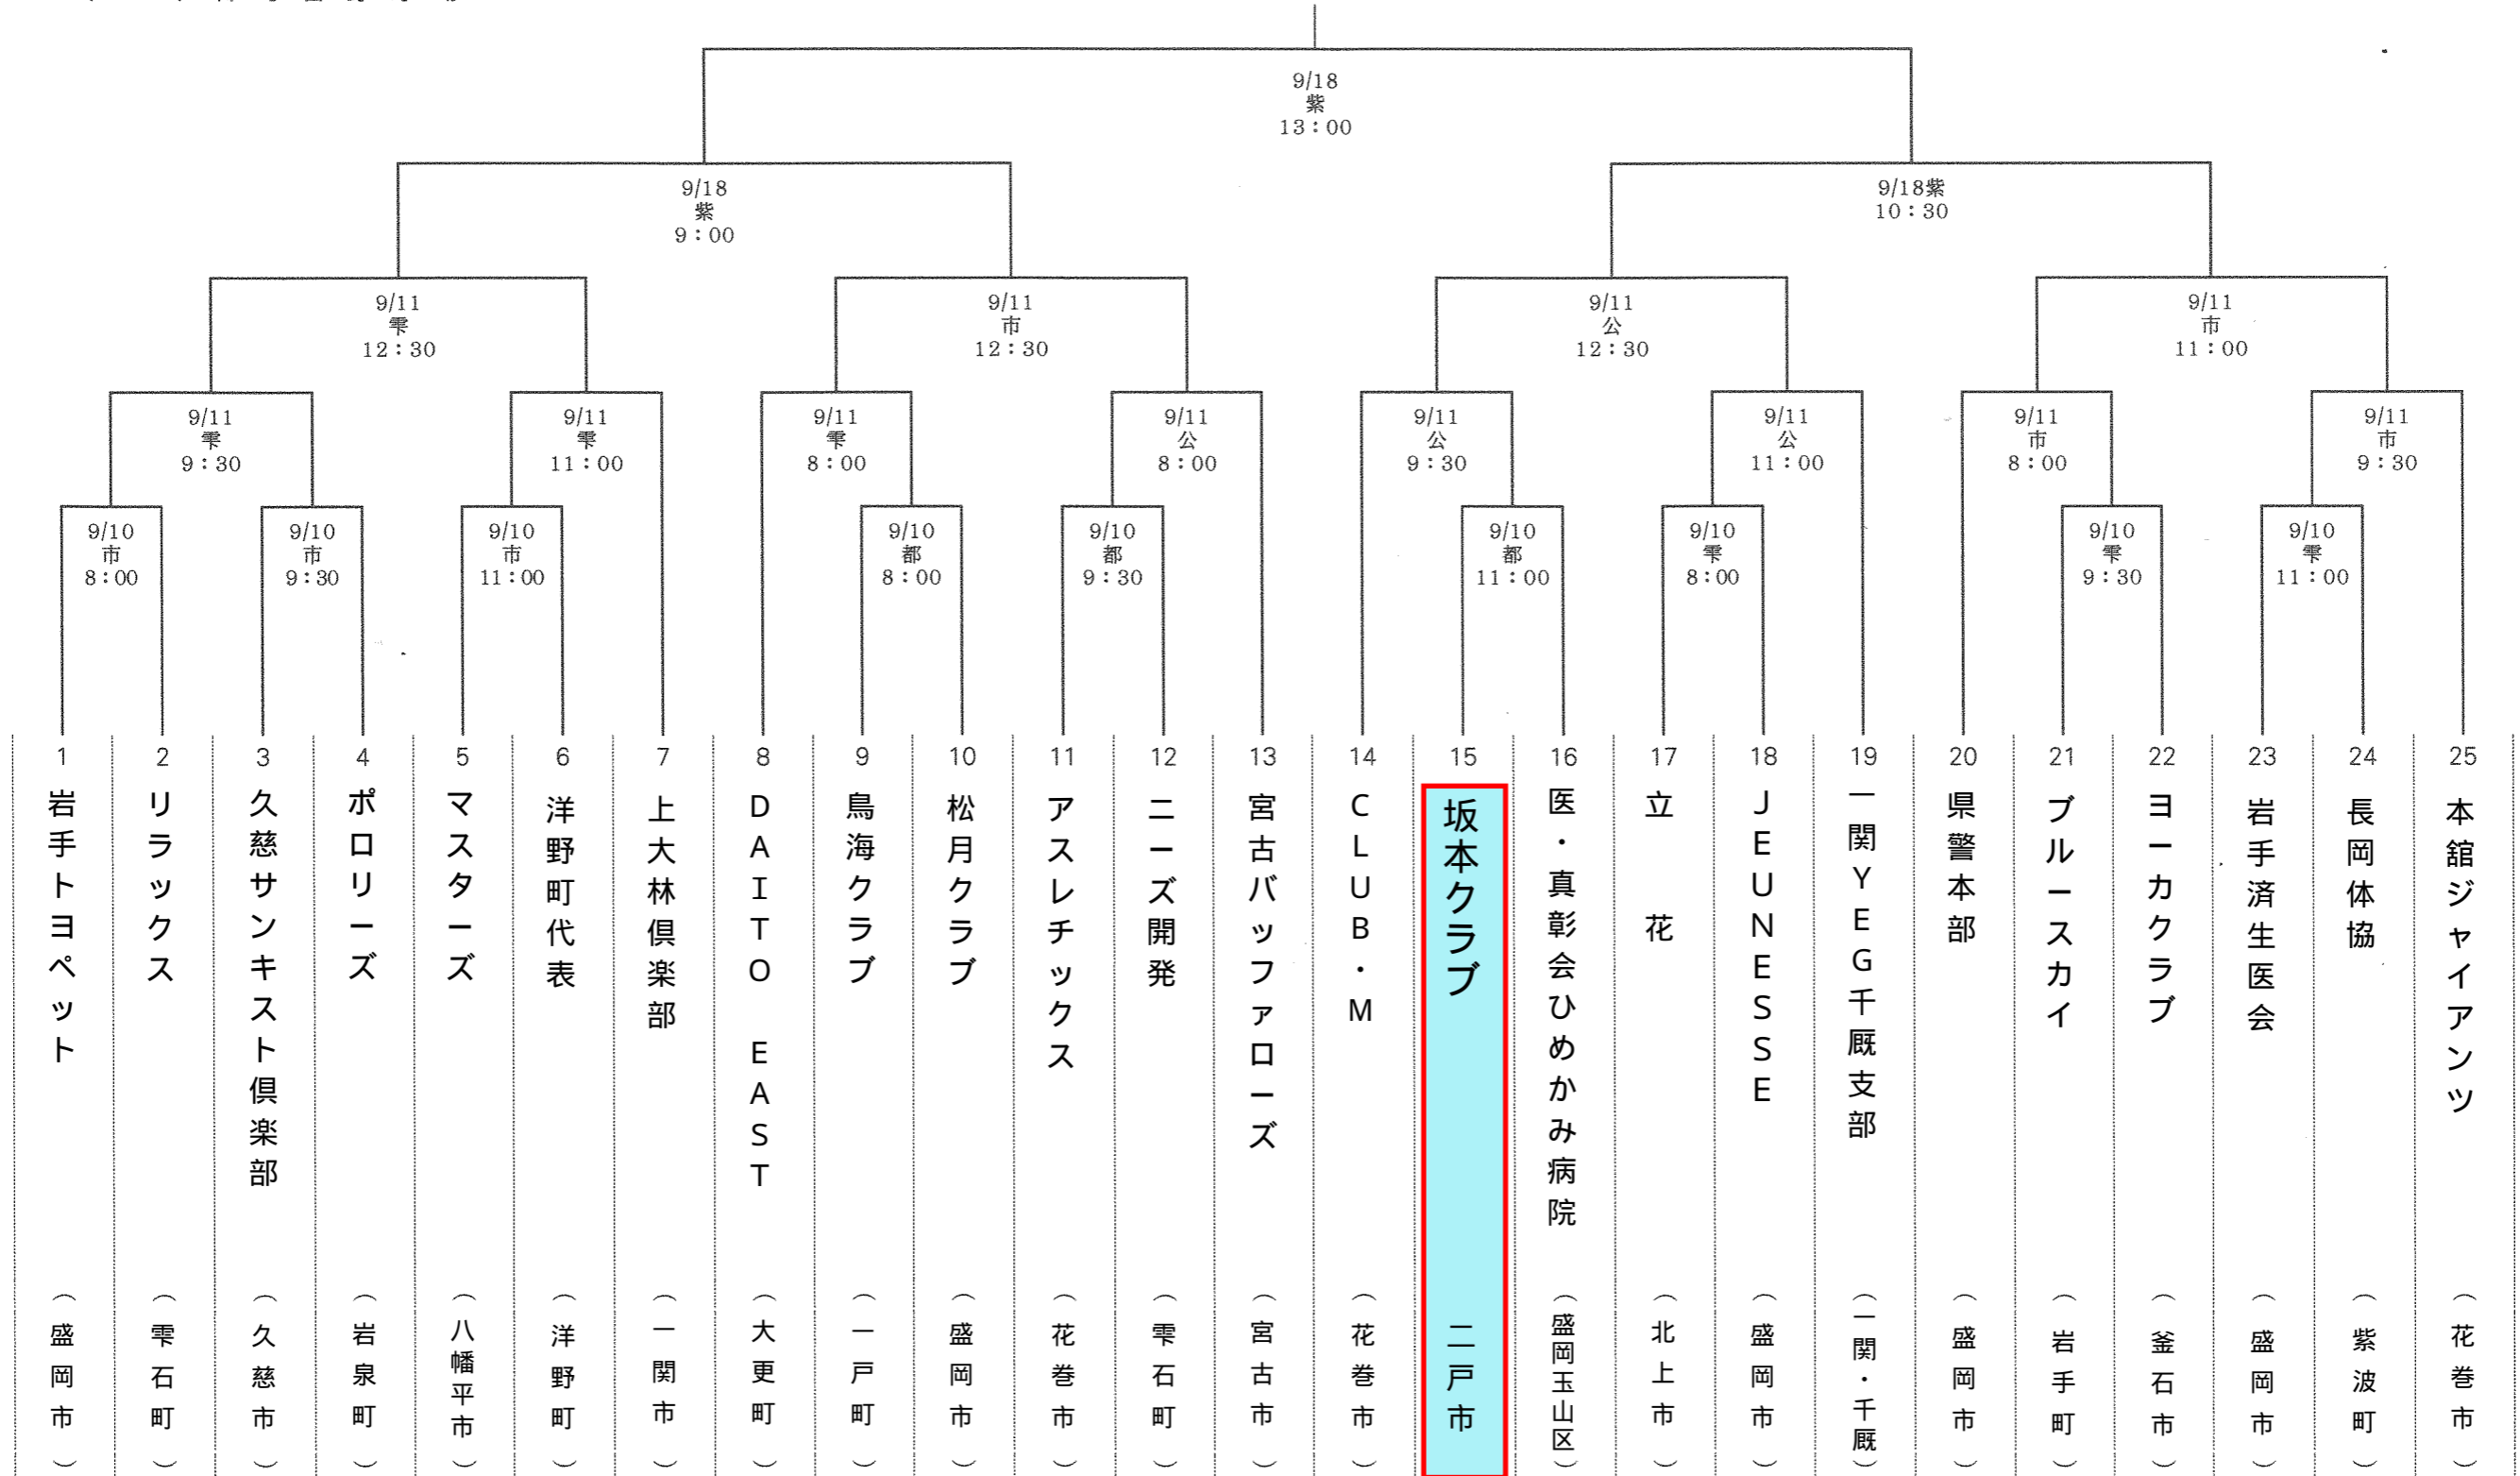 9/18
紫
13：00
9/18
紫
9：00
9/18紫
10：30
9/11
雫
12：30
9/11
市
12：30
9/11
公
12：30
9/11
市
11：00
9/11
雫
9：30
9/11
雫
11：00
9/11
雫
8：00
9/11
公
8：00
9/11
公
9：30
9/11
公
11：00
9/11
市
8：00
9/11
市
9：30
9/10
市
8：00
9/10
市
9：30
9/10
市
11：00
9/10
都
8：00
9/10
都
9：30
9/10
都
11：00
9/10
雫
8：00
9/10
雫
9：30
9/10
雫
11：00
1 岩手トヨペット （盛岡市）
2 リラックス （雫石町）
3 久慈サンキスト倶楽部 （久慈市）
4 ポロリーズ （岩泉町）
5 マスターズ （八幡平市）
6 洋野町代表 （洋野町）
7 上大林倶楽部 （一関市）
8 DAITO EAST （大更町）
9 鳥海クラブ （一戸町）
10 松月クラブ （盛岡市）
11 アスレチックス （花巻市）
12 ニーズ開発 （雫石町）
13 宮古バッファローズ （宮古市）
14 CLUB・M （花巻市）
15 坂本クラブ 二戸市
16 医・真彰会ひめかみ病院 （盛岡玉山区）
17 立　花 （北上市）
18 JEUNESSE （盛岡市）
19 一関YEG千厩支部 （一関・千厩）
20 県警本部 （盛岡市）
21 ブルースカイ （岩手町）
22 ヨーカクラブ （釜石市）
23 岩手済生医会 （盛岡市）
24 長岡体協 （紫波町）
25 本舘ジャイアンツ （花巻市）